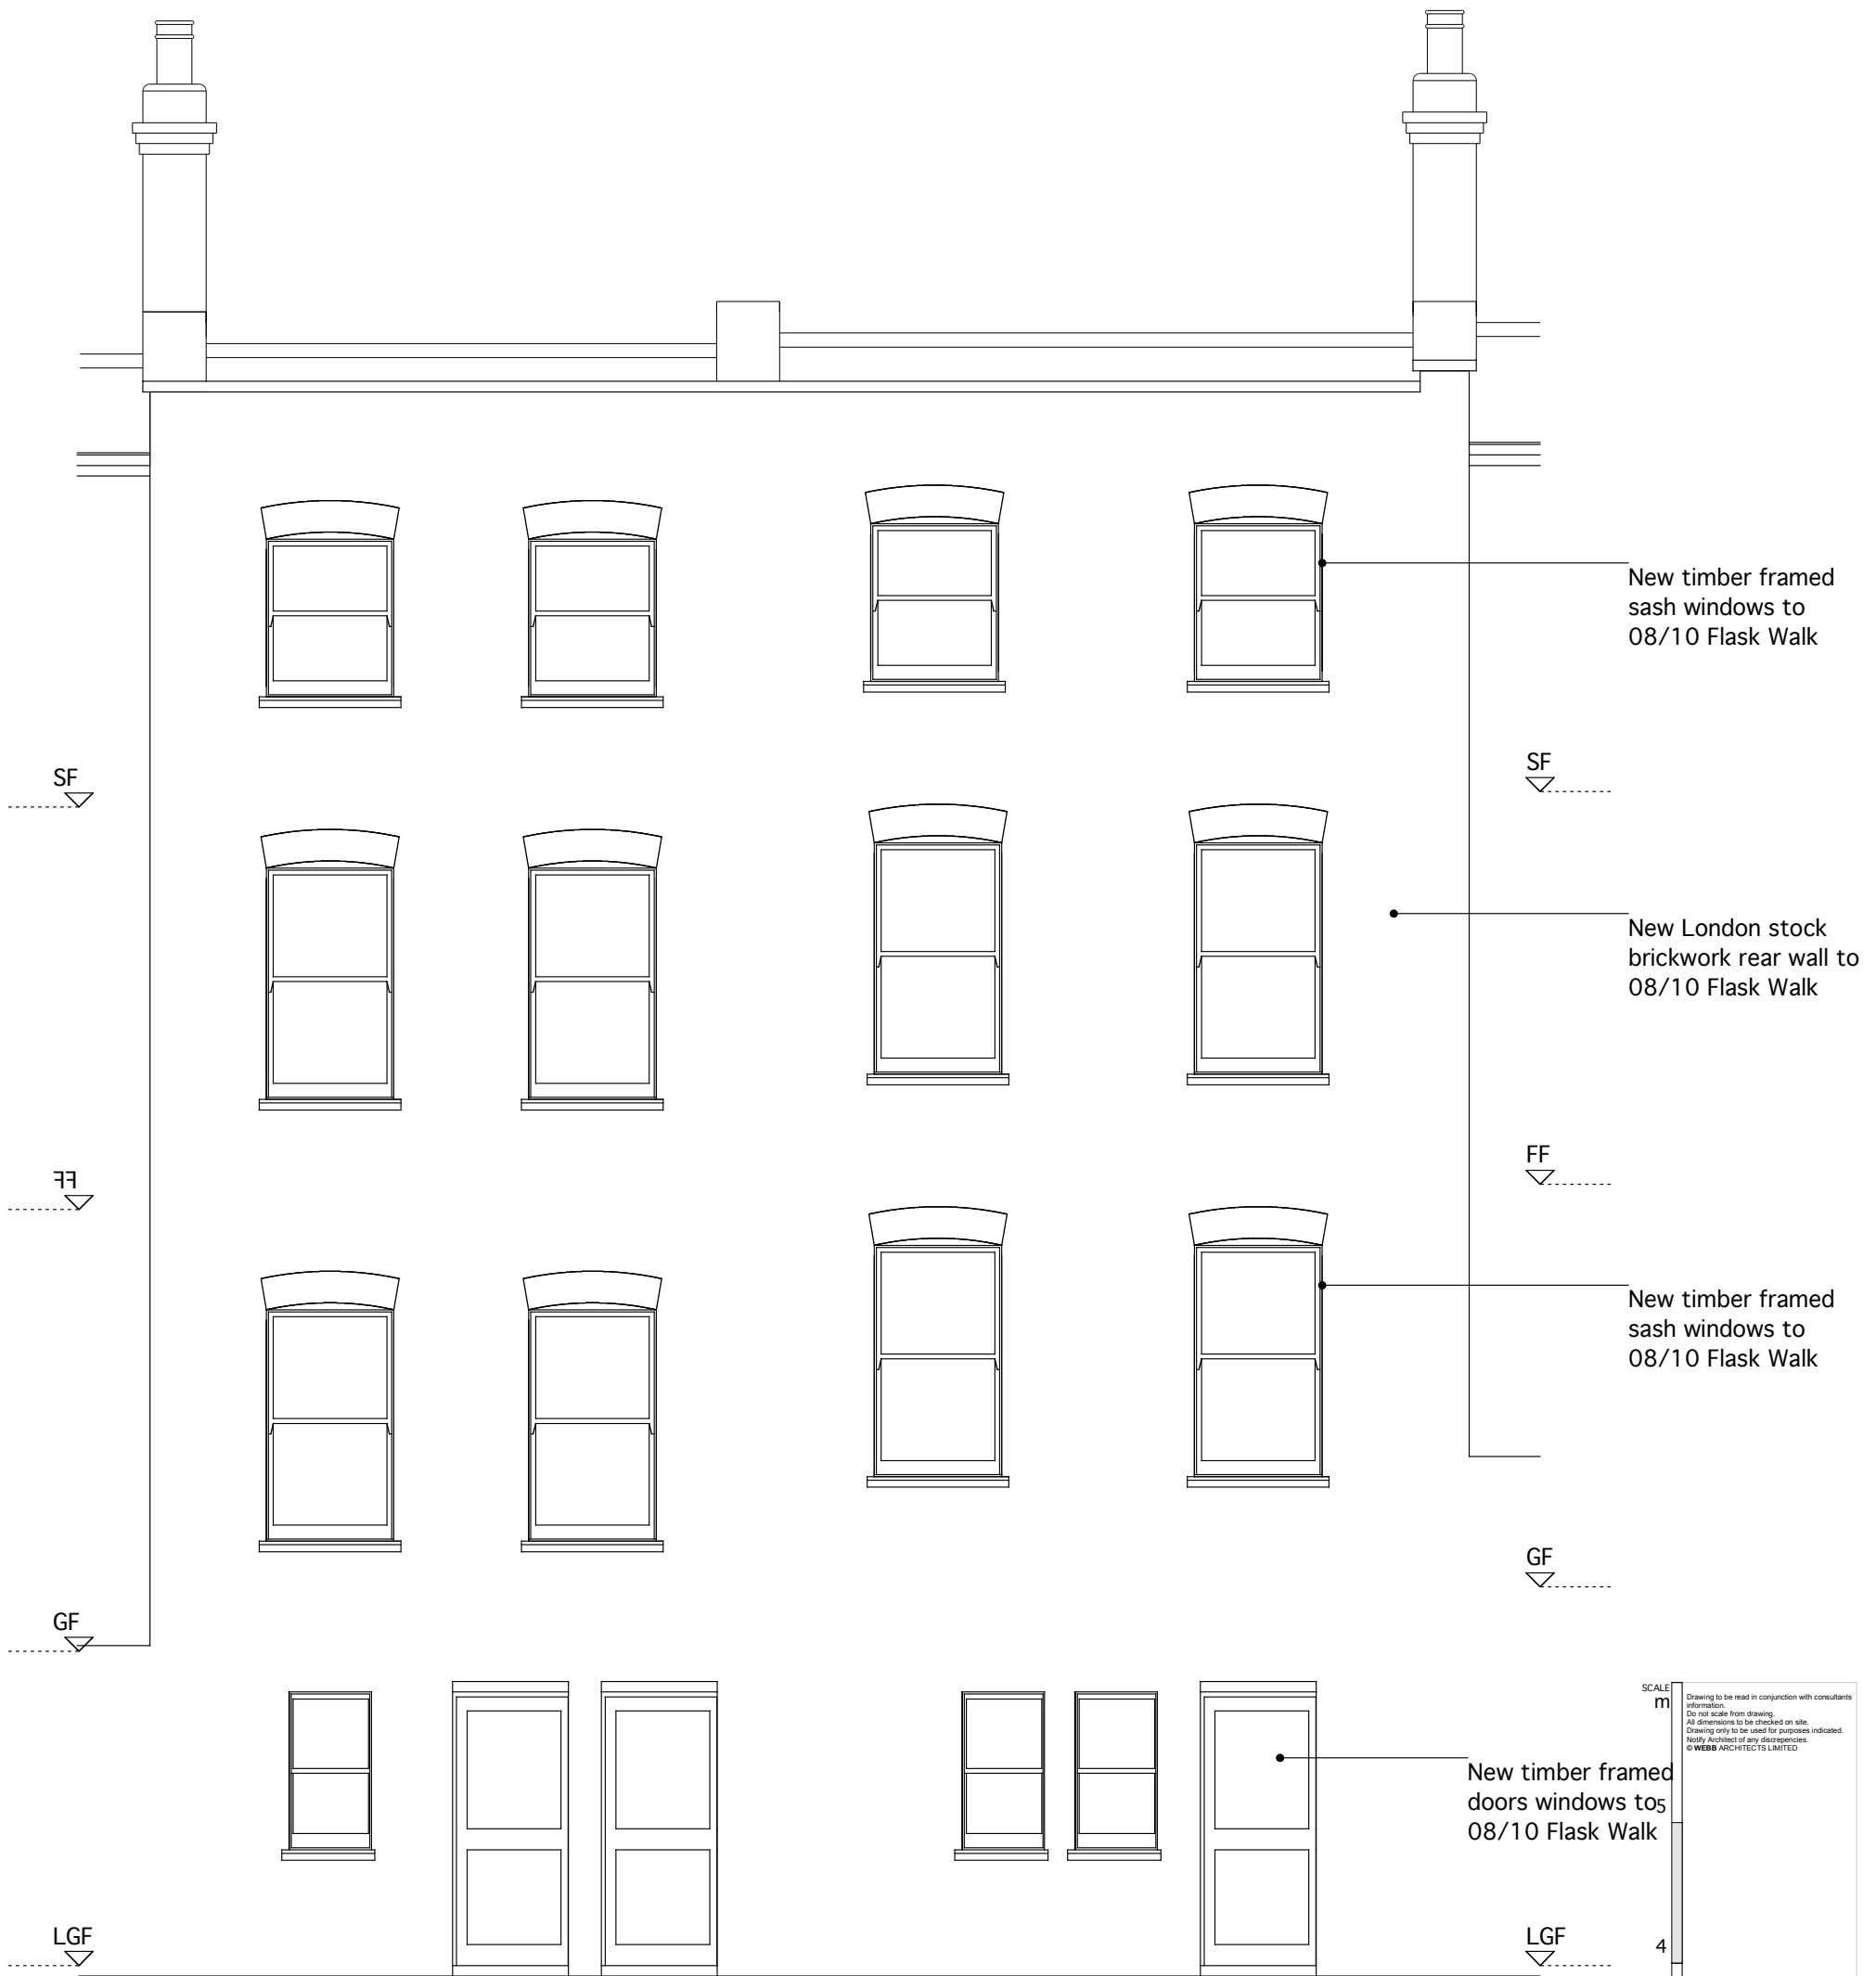 New timber framed
sash windows to
08/10 Flask Walk
SF
SF
New London stock
brickwork rear wall to
08/10 Flask Walk
FF
FF
New timber framed
sash windows to
08/10 Flask Walk
GF
GF
SCALE
m
Drawing to be read in conjunction with consultants
information.
Do not scale from drawing.
All dimensions to be checked on site.
Drawing only to be used for purposes indicated.
Notify Architect of any discrepencies.
© WEBB ARCHITECTS LIMITED
New timber framed
doors windows to
08/10 Flask Walk
5
LGF
LGF
4